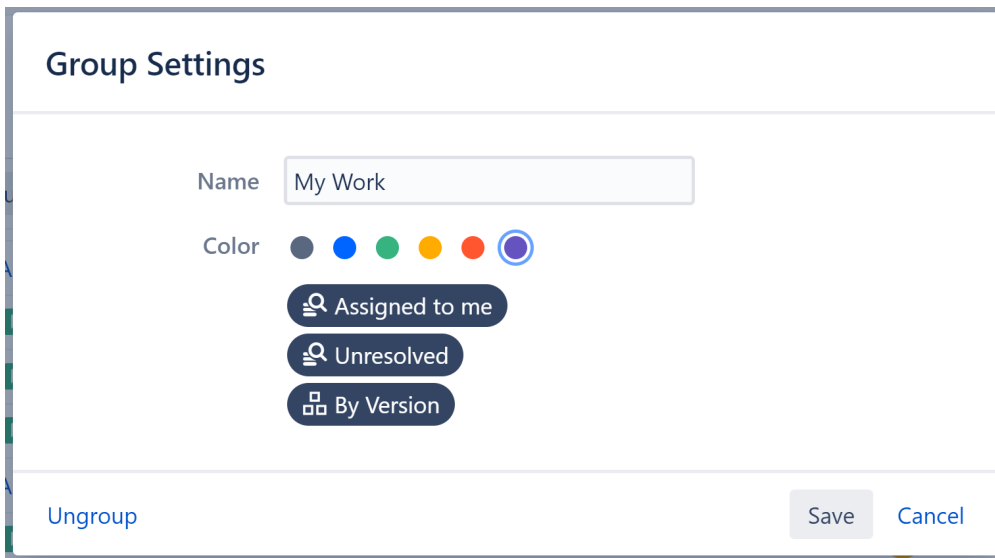 Group Settings
Name My Work
Color
Assigned to me
Unresolved
By Version
Ungroup Save Cancel